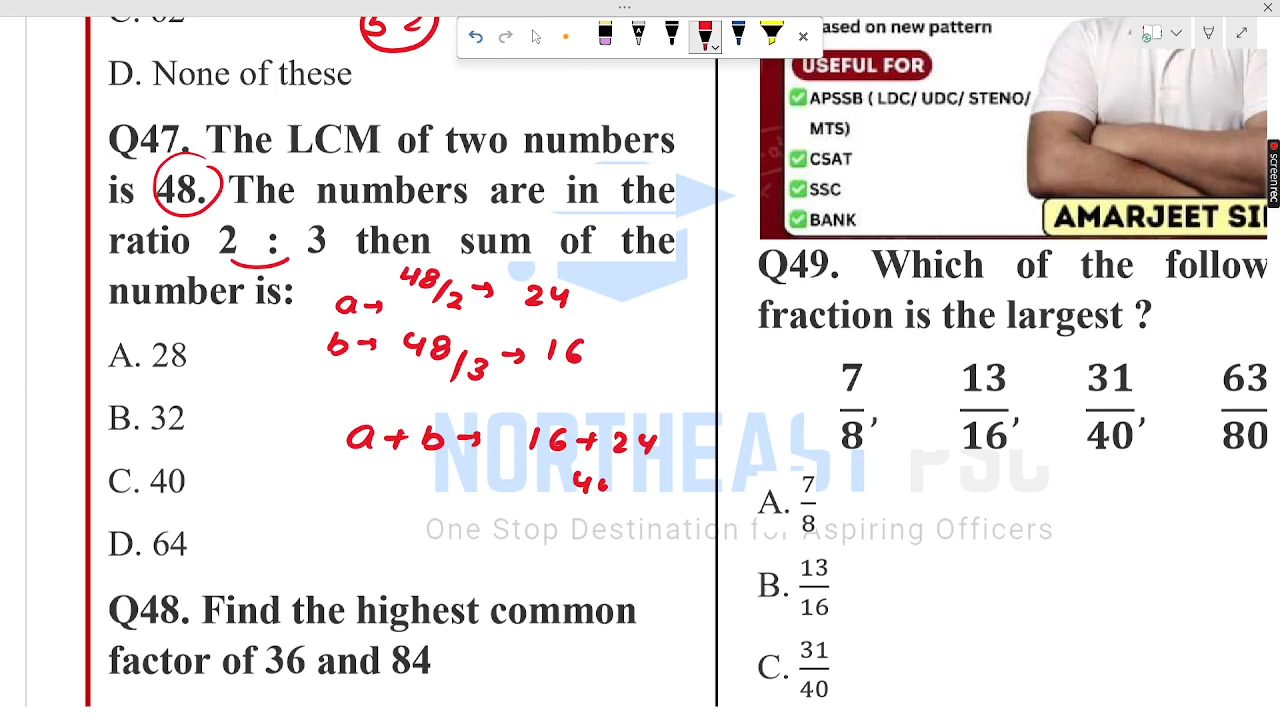 D. None of these
Q47. The LCM of two numbers
is 48. The numbers are in the
ratio 2 : 3 then sum of the
number is:
a → 48/2 → 24
b → 48/3 → 16
A. 28
B. 32
C. 40
D. 64
a + b → 16 + 24
40
Q48. Find the highest common
factor of 36 and 84
NORTHEAST PSC
One Stop Destination for Aspiring Officers
ased on new pattern
USEFUL FOR
APSSB ( LDC/ UDC/ STENO/
MTS)
CSAT
SSC
BANK
AMARJEET SI
Q49. Which of the follow
fraction is the largest ?
7/8, 13/16, 31/40, 63/80
A. 7/8
B. 13/16
C. 31/40
screenrec